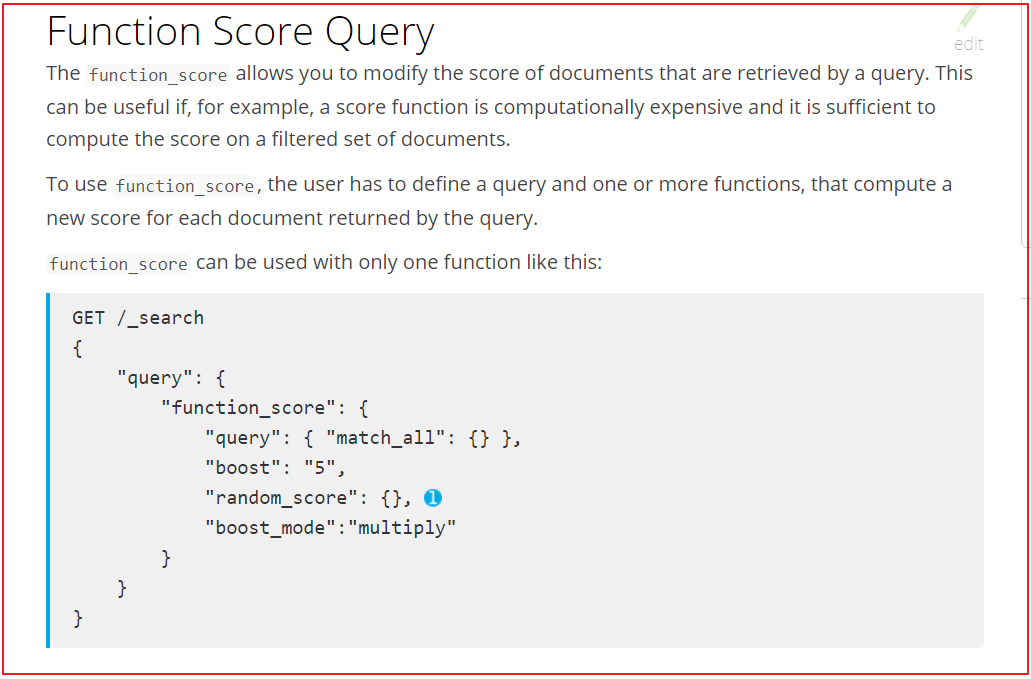 Function Score Query
edit
The function_score allows you to modify the score of documents that are retrieved by a query. This
can be useful if, for example, a score function is computationally expensive and it is sufficient to
compute the score on a filtered set of documents.
To use function_score, the user has to define a query and one or more functions, that compute a
new score for each document returned by the query.
function_score can be used with only one function like this:
GET /_search
{
    "query": {
        "function_score": {
            "query": { "match_all": {} },
            "boost": "5",
            "random_score": {}, 1
            "boost_mode":"multiply"
        }
    }
}